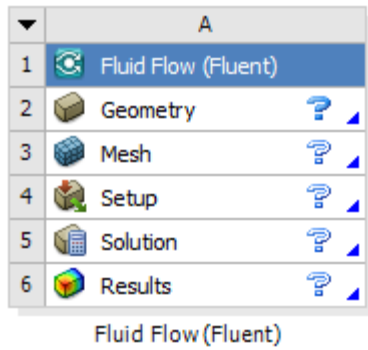 A
1 Fluid Flow (Fluent)
2 Geometry ?
3 Mesh ?
4 Setup ?
5 Solution ?
6 Results ?
Fluid Flow (Fluent)